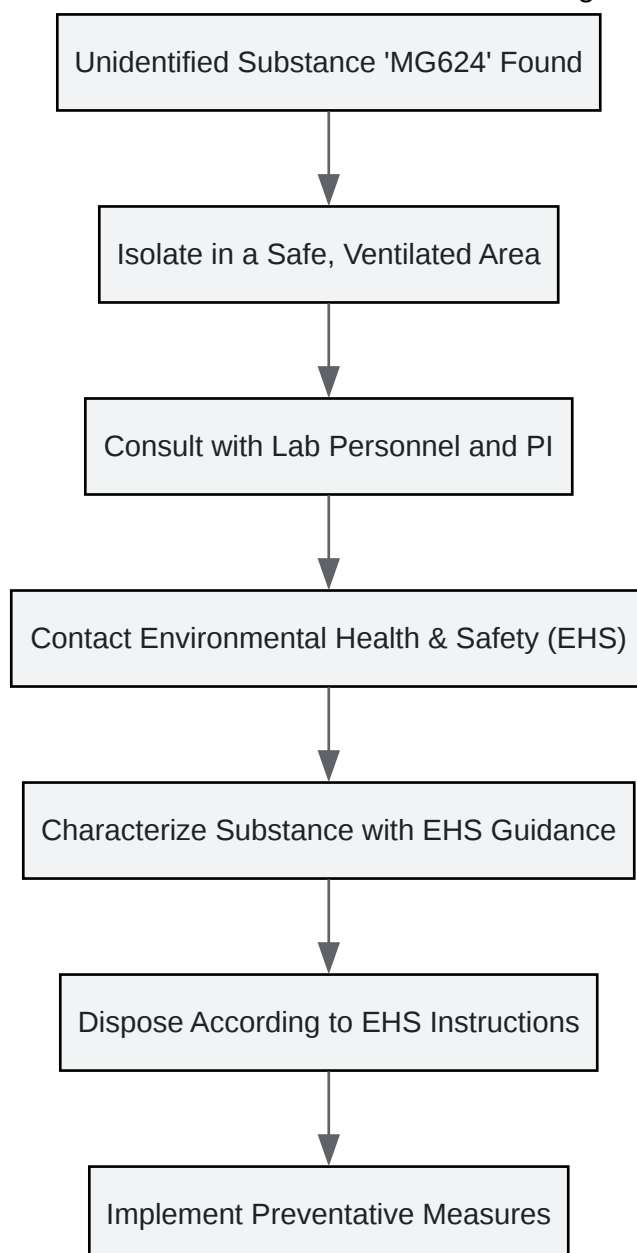 Unidentified Substance 'MG624' Found
Isolate in a Safe, Ventilated Area
Consult with Lab Personnel and PI
Contact Environmental Health & Safety (EHS)
Characterize Substance with EHS Guidance
Dispose According to EHS Instructions
Implement Preventative Measures